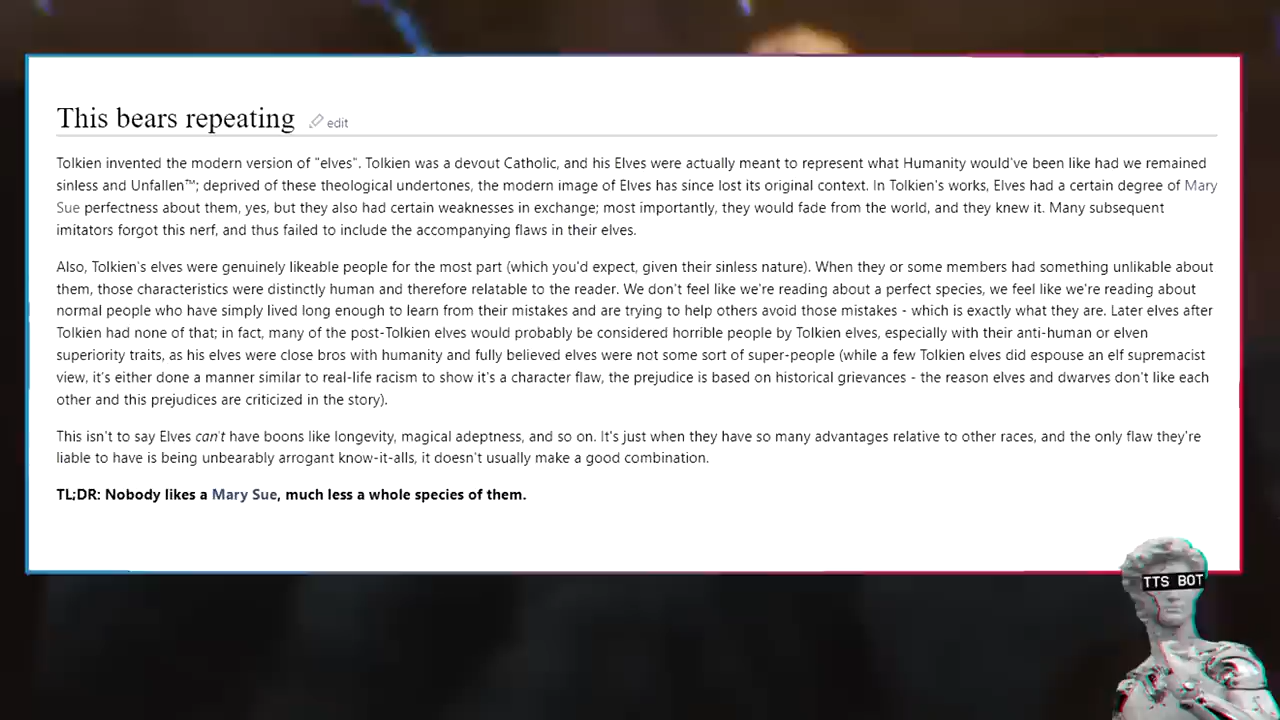 This bears repeating edit
Tolkien invented the modern version of "elves". Tolkien was a devout Catholic, and his Elves were actually meant to represent what Humanity would've been like had we remained
sinless and Unfallen™; deprived of these theological undertones, the modern image of Elves has since lost its original context. In Tolkien's works, Elves had a certain degree of Mary
Sue perfectness about them, yes, but they also had certain weaknesses in exchange; most importantly, they would fade from the world, and they knew it. Many subsequent
imitators forgot this nerf, and thus failed to include the accompanying flaws in their elves.
Also, Tolkien's elves were genuinely likeable people for the most part (which you'd expect, given their sinless nature). When they or some members had something unlikable about
them, those characteristics were distinctly human and therefore relatable to the reader. We don't feel like we're reading about a perfect species, we feel like we're reading about
normal people who have simply lived long enough to learn from their mistakes and are trying to help others avoid those mistakes - which is exactly what they are. Later elves after
Tolkien had none of that; in fact, many of the post-Tolkien elves would probably be considered horrible people by Tolkien elves, especially with their anti-human or elven
superiority traits, as his elves were close bros with humanity and fully believed elves were not some sort of super-people (while a few Tolkien elves did espouse an elf supremacist
view, it's either done a manner similar to real-life racism to show it's a character flaw, the prejudice is based on historical grievances - the reason elves and dwarves don't like each
other and this prejudices are criticized in the story).
This isn't to say Elves can't have boons like longevity, magical adeptness, and so on. It's just when they have so many advantages relative to other races, and the only flaw they're
liable to have is being unbearably arrogant know-it-alls, it doesn't usually make a good combination.
TL;DR: Nobody likes a Mary Sue, much less a whole species of them.
TTS BOT